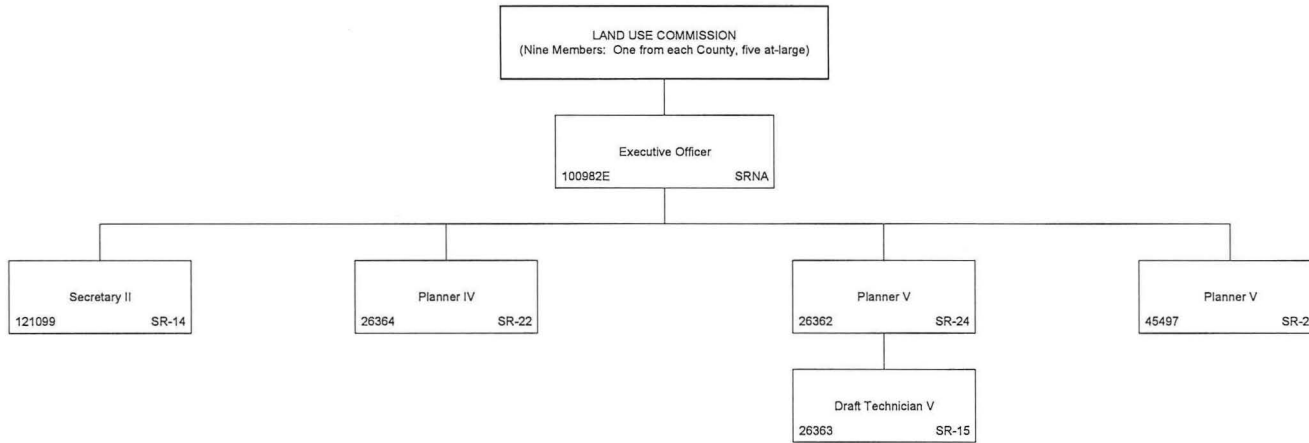 LAND USE COMMISSION
(Nine Members: One from each County, five at-large)
Executive Officer
100982E SRNA
Secretary II
121099 SR-14
Planner IV
26364 SR-22
Planner V
26362 SR-24
Planner V
45497
Draft Technician V
26363 SR-15